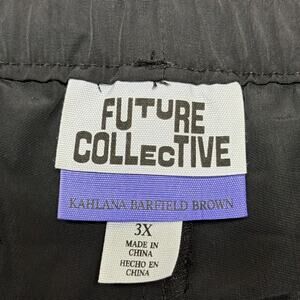 FUTURE
COLLECTIVE
KAHLANA BARFIELD BROWN
3X
MADE IN
CHINA
HECHO EN
CHINA